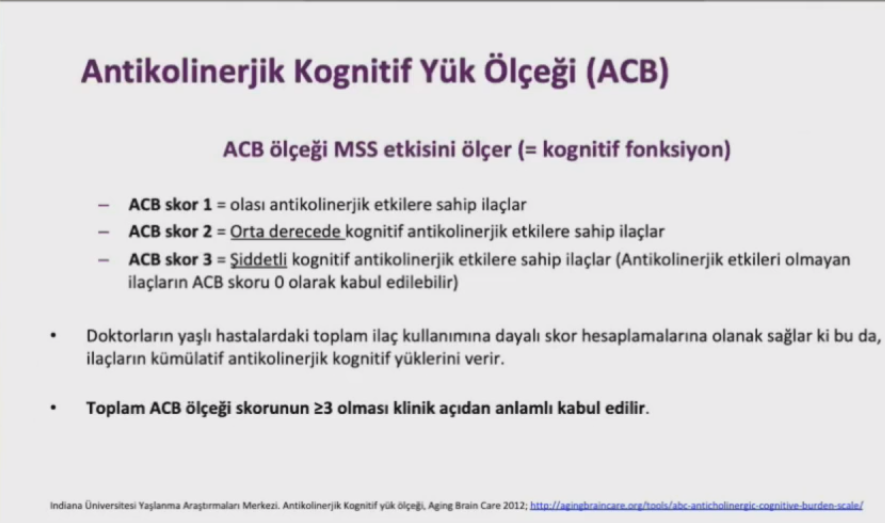 Antikolinerjik Kognitif Yük Ölçeği (ACB)
ACB ölçeği MSS etkisini ölçer (= kognitif fonksiyon)
– ACB skor 1 = olası antikolinerjik etkilere sahip ilaçlar
– ACB skor 2 = Orta derecede kognitif antikolinerjik etkilere sahip ilaçlar
– ACB skor 3 = Şiddetli kognitif antikolinerjik etkilere sahip ilaçlar (Antikolinerjik etkileri olmayan
ilaçların ACB skoru 0 olarak kabul edilebilir)
• Doktorların yaşlı hastalardaki toplam ilaç kullanımına dayalı skor hesaplamalarına olanak sağlar ki bu da,
ilaçların kümülatif antikolinerjik kognitif yüklerini verir.
• Toplam ACB ölçeği skorunun ≥3 olması klinik açıdan anlamlı kabul edilir.
Indiana Üniversitesi Yaşlanma Araştırmaları Merkezi. Antikolinerjik Kognitif yük ölçeği, Aging Brain Care 2012; http://agingbraincare.org/tools/abc-anticholinergic-cognitive-burden-scale/